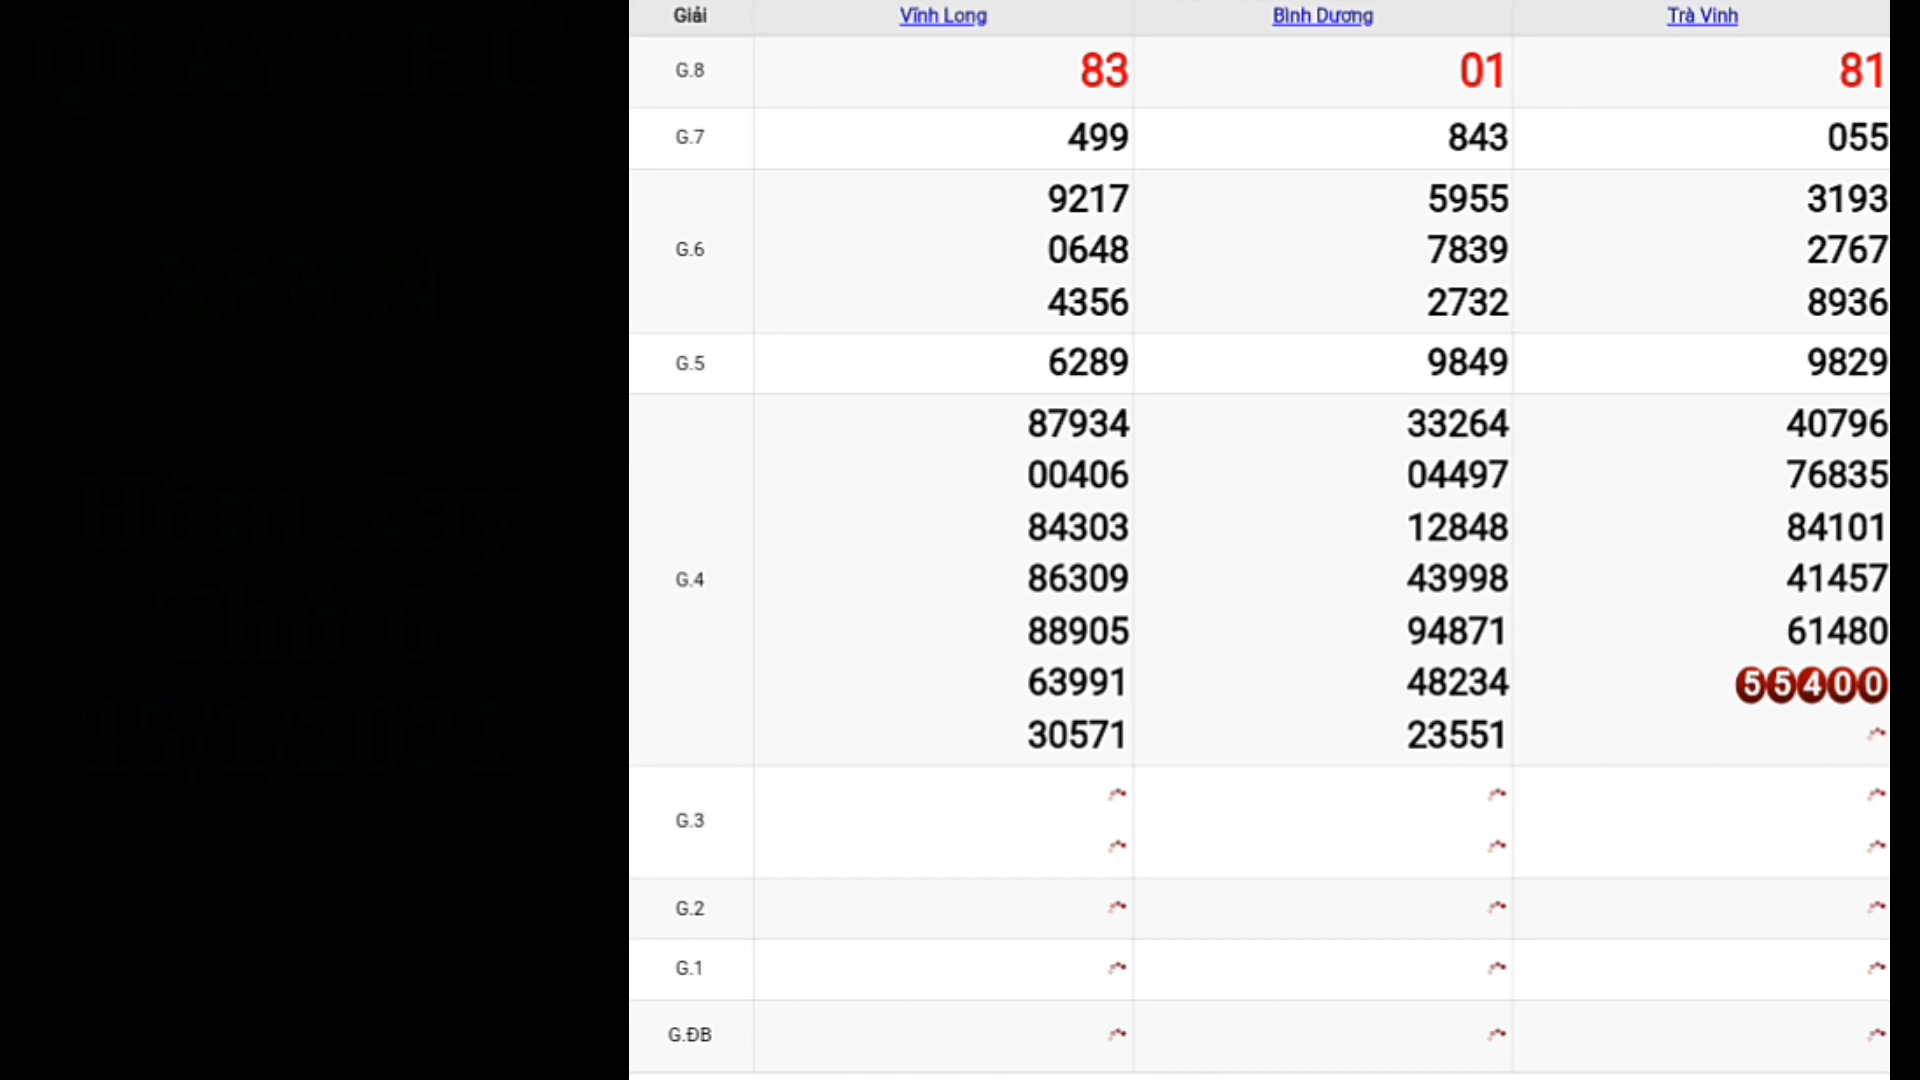 QUAY THỬ
XSMN
Hôm Nay
Thứ 6
15/1/2021
Giải Vĩnh Long Bình Dương Trà Vinh
G.8 83 01 81
G.7 499 843 055
9217 5955 3193
G.6 0648 7839 2767
4356 2732 8936
G.5 6289 9849 9829
87934 33264 40796
00406 04497 76835
84303 12848 84101
G.4 86309 43998 41457
88905 94871 61480
63991 48234 55400
30571 23551
G.3
G.2
G.1
G.ĐB